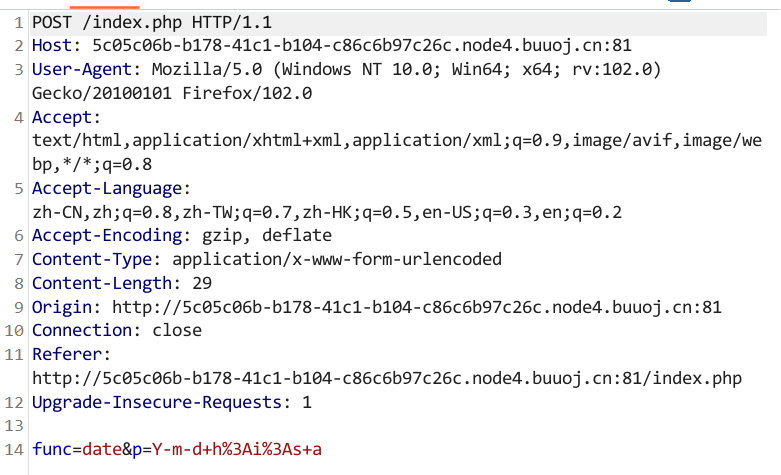 1 POST /index.php HTTP/1.1
2 Host: 5c05c06b-b178-41c1-b104-c86c6b97c26c.node4.buuoj.cn:81
3 User-Agent: Mozilla/5.0 (Windows NT 10.0; Win64; x64; rv:102.0)
Gecko/20100101 Firefox/102.0
4 Accept:
text/html,application/xhtml+xml,application/xml;q=0.9,image/avif,image/we
bp,*/*;q=0.8
5 Accept-Language:
zh-CN,zh;q=0.8,zh-TW;q=0.7,zh-HK;q=0.5,en-US;q=0.3,en;q=0.2
6 Accept-Encoding: gzip, deflate
7 Content-Type: application/x-www-form-urlencoded
8 Content-Length: 29
9 Origin: http://5c05c06b-b178-41c1-b104-c86c6b97c26c.node4.buuoj.cn:81
10 Connection: close
11 Referer:
http://5c05c06b-b178-41c1-b104-c86c6b97c26c.node4.buuoj.cn:81/index.php
12 Upgrade-Insecure-Requests: 1
13
14 func=date&p=Y-m-d+h%3Ai%3As+a